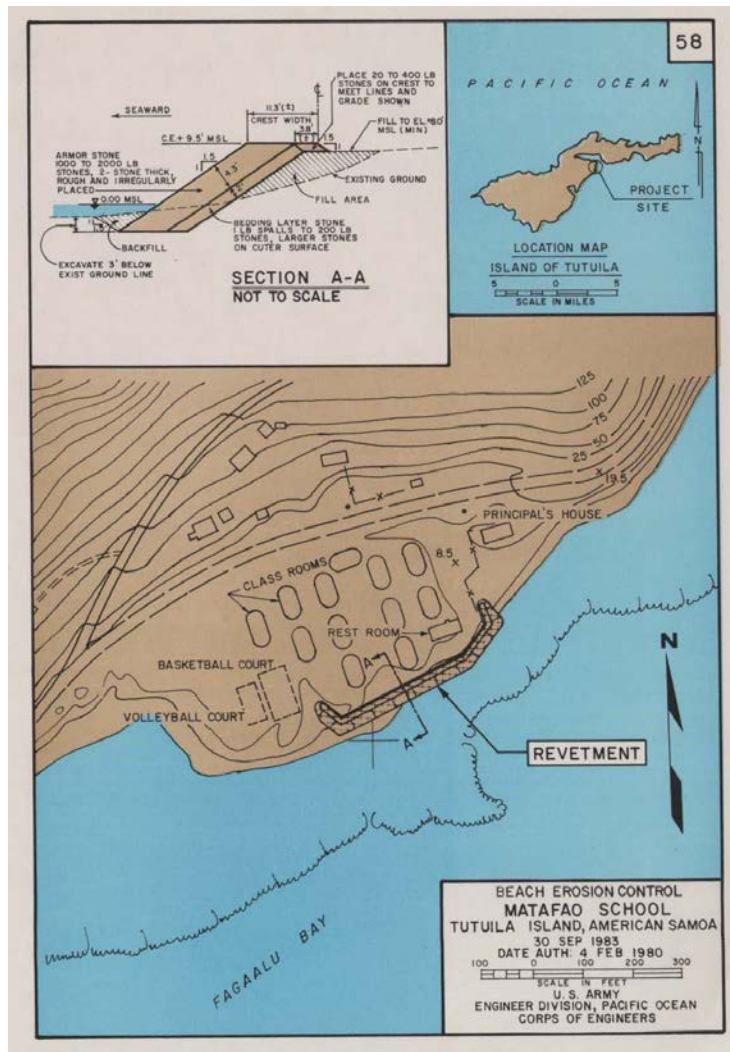 58
PLACE 20 TO 400 LB
STONES ON CREST TO
MEET LINES AND
GRADE SHOWN
SEAWARD
11.3'(±)
CREST WIDTH
3.8'
(±)
1.5
1
C.E.+ 9.5' MSL
FILL TO EL.+8.0'
MSL (MIN)
ARMOR STONE
1000 TO 2000 LB
STONES, 2-STONE THICK,
ROUGH AND IRREGULARLY
PLACED
1.5
1
4.3'
2'
EXISTING GROUND
0.00 MSL
FILL AREA
BEDDING LAYER STONE
1 LB SPALLS TO 200 LB
STONES, LARGER STONES
ON OUTER SURFACE
BACKFILL
EXCAVATE 3' BELOW
EXIST GROUND LINE
SECTION A-A
NOT TO SCALE
PACIFIC OCEAN
N
PROJECT
SITE
LOCATION MAP
ISLAND OF TUTUILA
5 0 5
SCALE IN MILES
125
100
75
50
25
19.5
PRINCIPAL'S HOUSE
8.5
CLASS ROOMS
REST ROOM
BASKETBALL COURT
A
VOLLEYBALL COURT
A
N
REVETMENT
FAGAALU BAY
BEACH EROSION CONTROL
MATAFAO SCHOOL
TUTUILA ISLAND, AMERICAN SAMOA
30 SEP 1983
DATE AUTH: 4 FEB 1980
100 0 100 200 300
SCALE IN FEET
U.S. ARMY
ENGINEER DIVISION, PACIFIC OCEAN
CORPS OF ENGINEERS